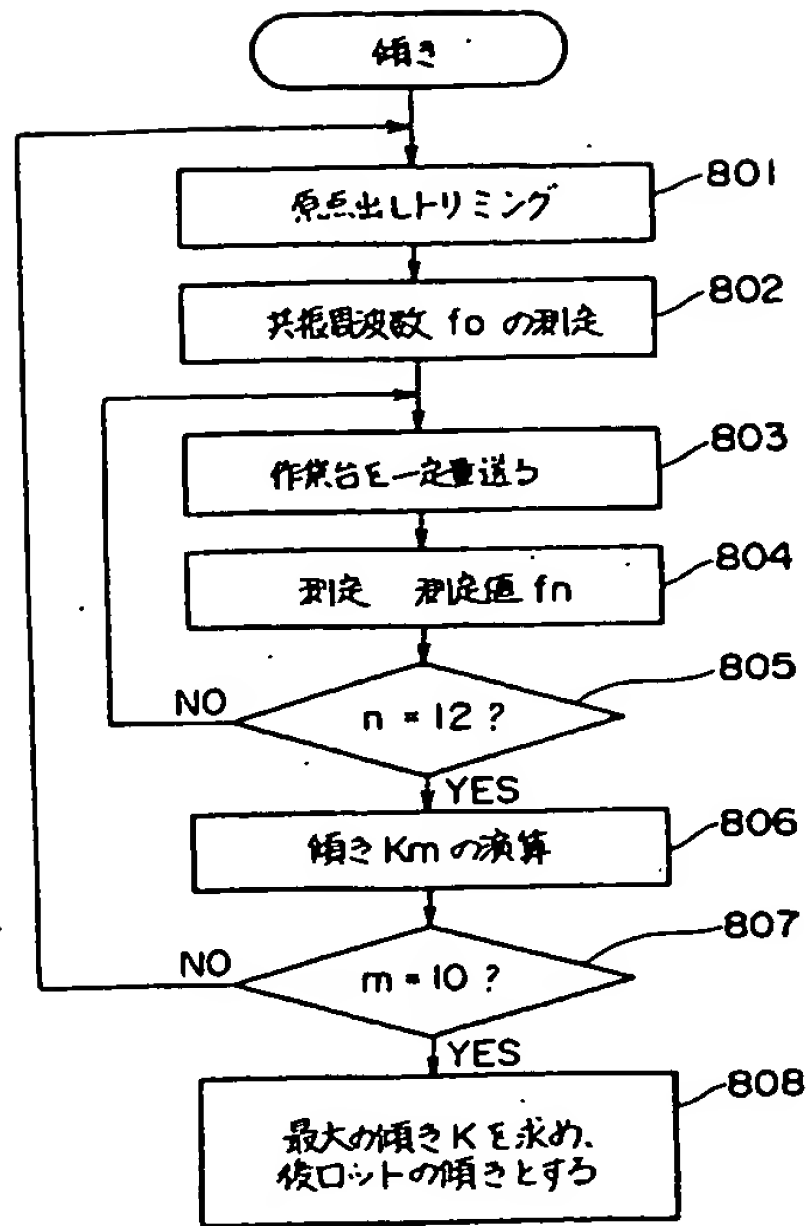 傾き
原点出しトリミング
801
共振周波数 fo の測定
802
作業台を一定量送る
803
測定 測定値 fn
804
n = 12 ?
805
NO
YES
傾き Km の演算
806
m = 10 ?
807
NO
YES
最大の傾き K を求め、
後ロットの傾きとする
808